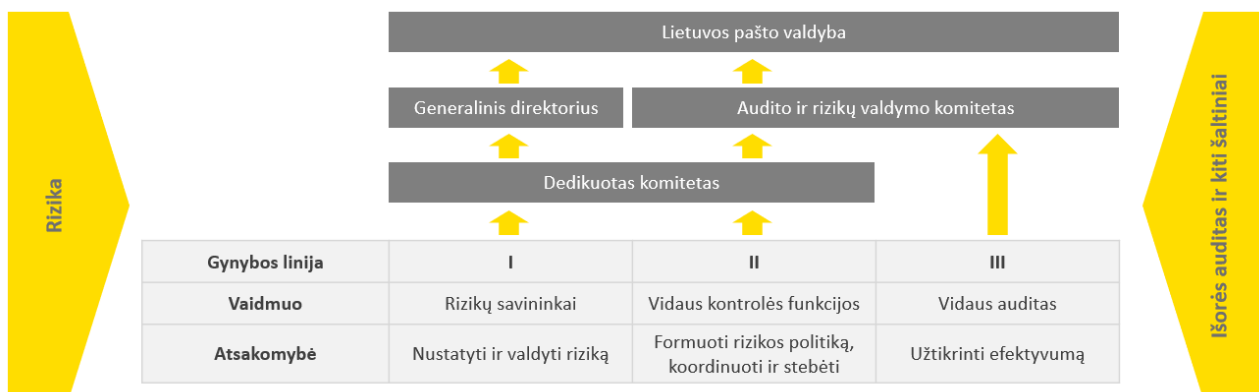 Lietuvos pašto valdyba
Generalinis direktorius
Audito ir rizikų valdymo komitetas
Dedikuotas komitetas
Rizika
Išorės auditas ir kiti šaltiniai
Gynybos linija
I
II
III
Vaidmuo
Rizikų savininkai
Vidaus kontrolės funkcijos
Vidaus auditas
Atsakomybė
Nustatyti ir valdyti riziką
Formuoti rizikos politiką,
koordinuoti ir stebėti
Užtikrinti efektyvumą